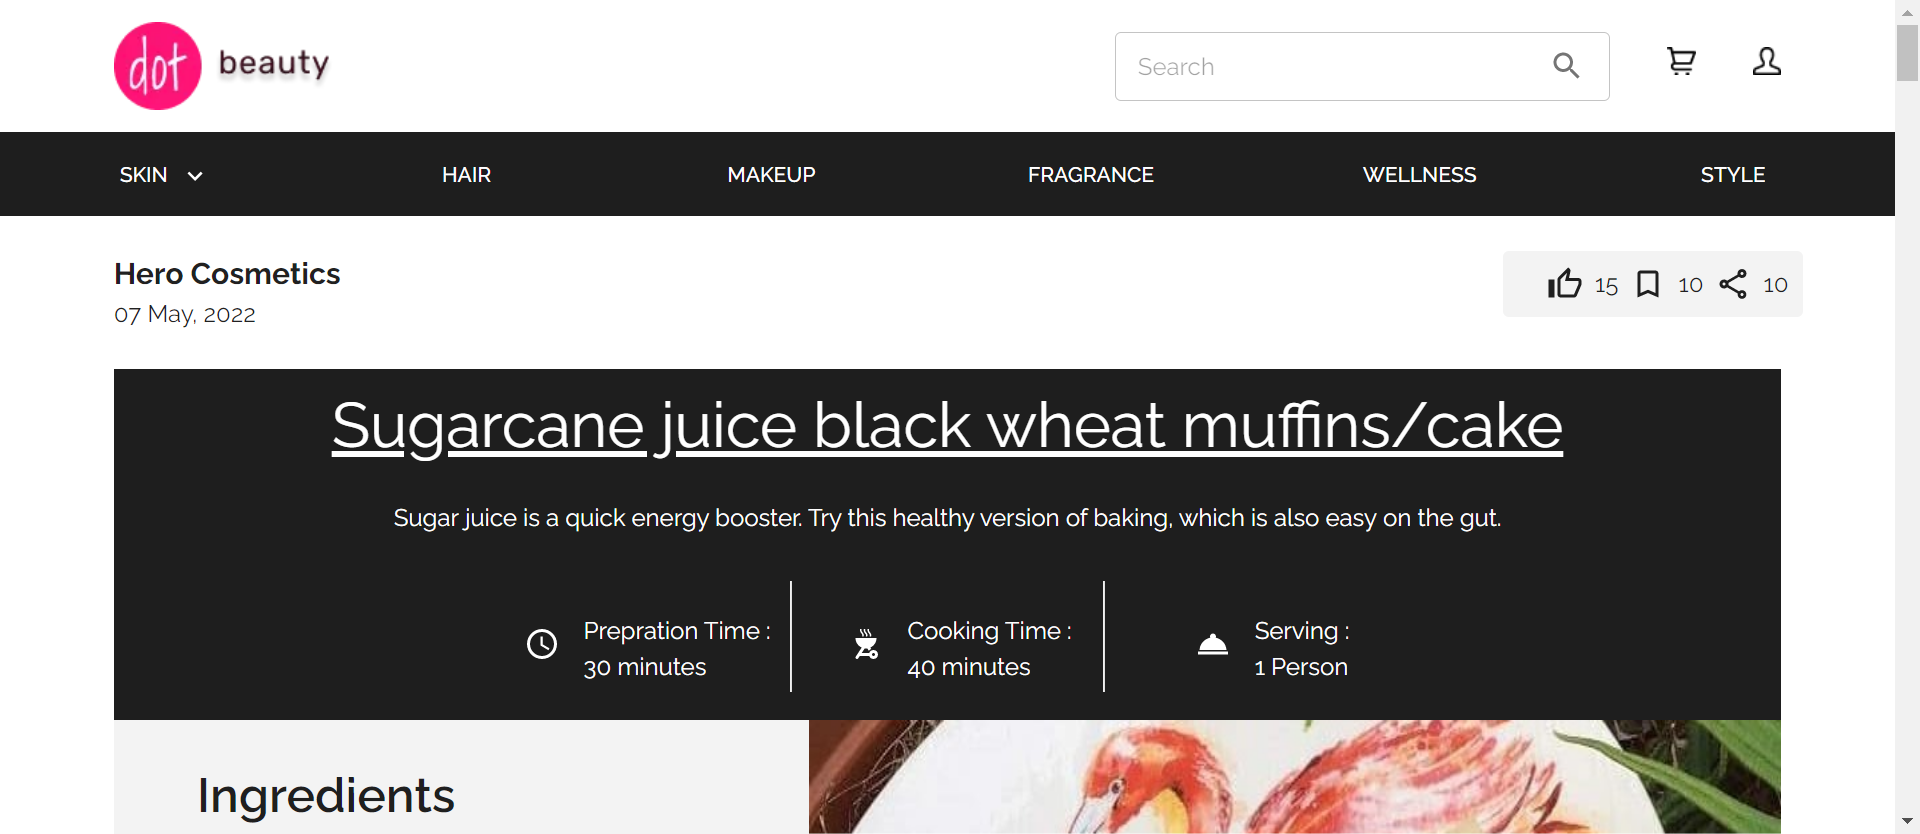 dot beauty
Search
SKIN HAIR MAKEUP FRAGRANCE WELLNESS STYLE
Hero Cosmetics
07 May, 2022
15 10 10
Sugarcane juice black wheat muffins/cake
Sugar juice is a quick energy booster. Try this healthy version of baking, which is also easy on the gut.
Prepration Time :
30 minutes
Cooking Time :
40 minutes
Serving :
1 Person
Ingredients